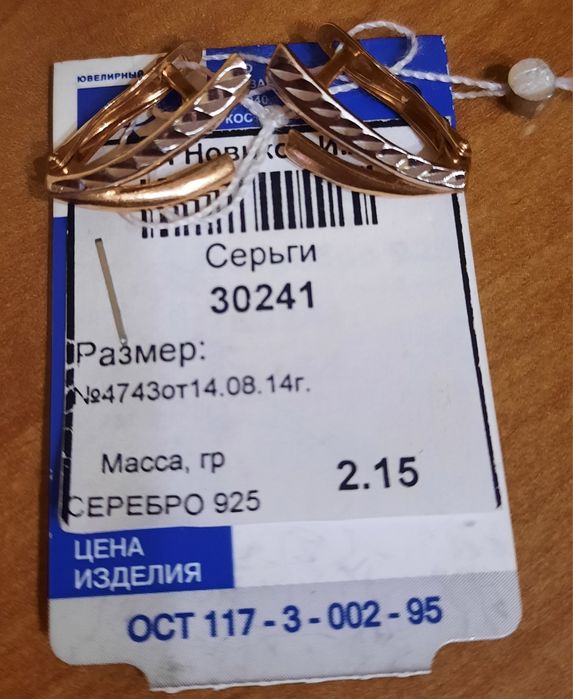 ЮВЕЛИРНЫЙ
Серьги
30241
Размер:
№4743от14.08.14г.
Масса, гр 2.15
СЕРЕБРО 925
ЦЕНА
ИЗДЕЛИЯ
ОСТ 117-3-002-95